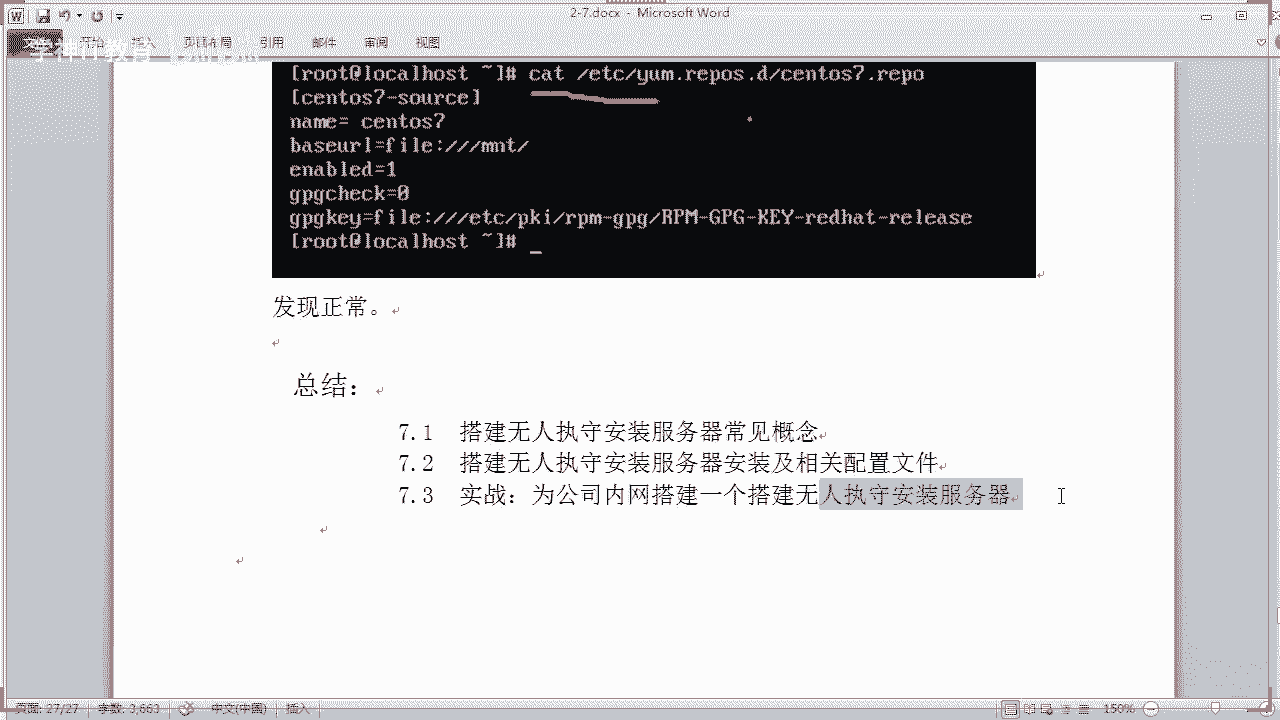 2-7.docx - Microsoft Word
插入 页面布局 引用 邮件 审阅 视图
[root@localhost ~]# cat /etc/yum.repos.d/centos7.repo
[centos7-source]
name= centos7
baseurl=file:///mnt/
enabled=1
gpgcheck=0
gpgkey=file:///etc/pki/rpm-gpg/RPM-GPG-KEY-redhat-release
[root@localhost ~]#
发现正常。
总结：
7.1 搭建无人执守安装服务器常见概念
7.2 搭建无人执守安装服务器安装及相关配置文件
7.3 实战：为公司内网搭建一个搭建无人执守安装服务器
页面: 27/27 字数: 3,663 中文(中国) 插入 150%